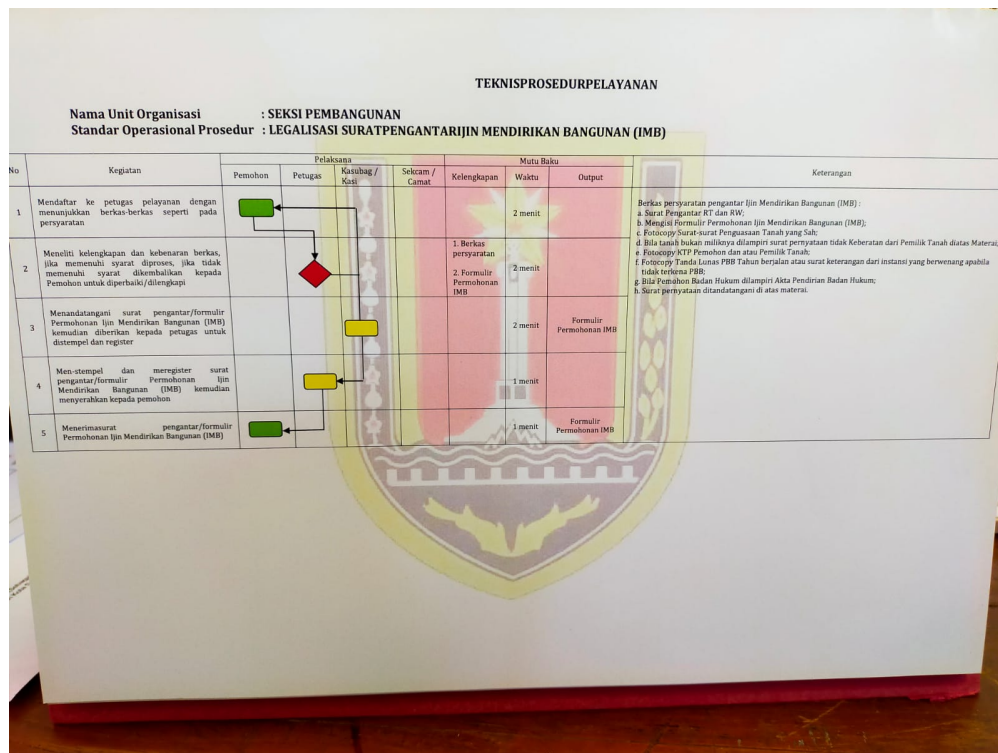 TEKNISPROSEDURPELAYANAN
Nama Unit Organisasi : SEKSI PEMBANGUNAN
Standar Operasional Prosedur : LEGALISASI SURATPENGANTARIJIN MENDIRIKAN BANGUNAN (IMB)
No
Kegiatan
Pelaksana
Mutu Baku
Keterangan
Pemohon
Petugas
Kasubag /
Kasi
Sekcam /
Camat
Kelengkapan
Waktu
Output
1
Mendaftar ke petugas pelayanan dengan
menunjukkan berkas-berkas seperti pada
persyaratan
2 menit
Berkas persyaratan pengantar Ijin Mendirikan Bangunan (IMB) :
a. Surat Pengantar RT dan RW;
b. Mengisi Formulir Permohonan Ijin Mendirikan Bangunan (IMB);
c. Fotocopy Surat-surat Penguasaan Tanah yang Sah;
d. Bila tanah bukan miliknya dilampiri surat pernyataan tidak Keberatan dari Pemilik Tanah diatas Materai,
e. Fotocopy KTP Pemohon dan atau Pemilik Tanah;
f. Fotocopy Tanda Lunas PBB Tahun berjalan atau surat keterangan dari instansi yang berwenang apabila
tidak terkena PBB;
g. Bila Pemohon Badan Hukum dilampiri Akta Pendirian Badan Hukum;
h. Surat pernyataan ditandatangani di atas materai.
2
Meneliti kelengkapan dan kebenaran berkas,
jika memenuhi syarat diproses, jika tidak
memenuhi syarat dikembalikan kepada
Pemohon untuk diperbaiki/dilengkapi
1. Berkas
persyaratan
2. Formulir
Permohonan
IMB
2 menit
3
Menandatangani surat pengantar/formulir
Permohonan Ijin Mendirikan Bangunan (IMB)
kemudian diberikan kepada petugas untuk
distempel dan register
2 menit
Formulir
Permohonan IMB
4
Men-stempel dan meregister surat
pengantar/formulir Permohonan Ijin
Mendirikan Bangunan (IMB) kemudian
menyerahkan kepada pemohon
1 menit
5
Menerimasurat pengantar/formulir
Permohonan Ijin Mendirikan Bangunan (IMB)
1 menit
Formulir
Permohonan IMB